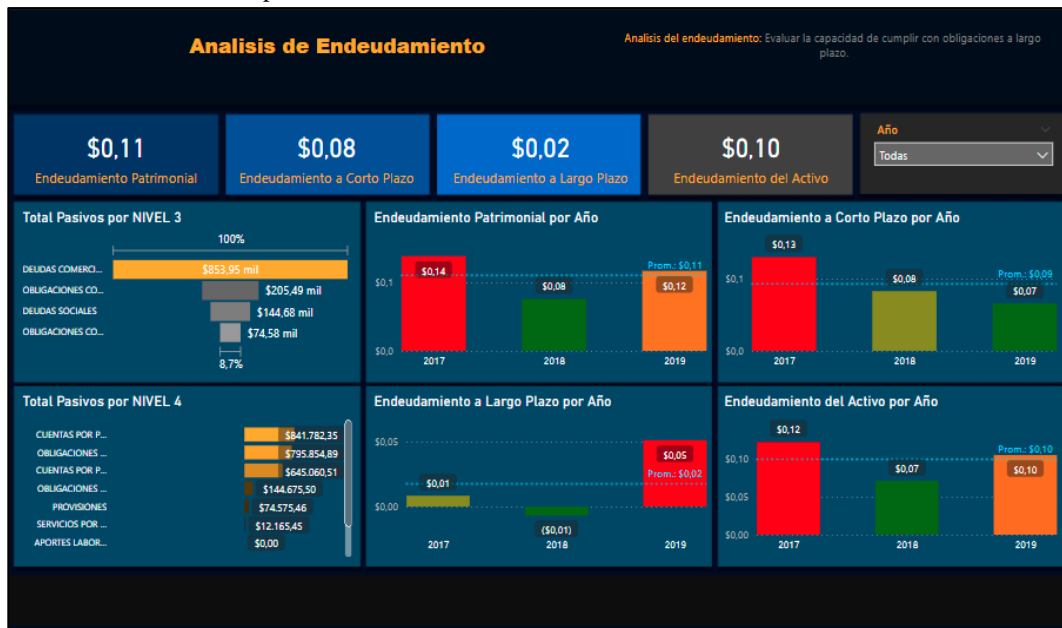 Analisis de Endeudamiento
Analisis del endeudamiento: Evaluar la capacidad de cumplir con obligaciones a largo
plazo.
$0,11
Endeudamiento Patrimonial
$0,08
Endeudamiento a Corto Plazo
$0,02
Endeudamiento a Largo Plazo
$0,10
Endeudamiento del Activo
Año
Todas
Total Pasivos por NIVEL 3
100%
DEUDAS COMERCI... $853,95 mil
OBLIGACIONES CO... $205,49 mil
DEUDAS SOCIALES $144,68 mil
OBLIGACIONES CO... $74,58 mil
8,7%
Endeudamiento Patrimonial por Año
$0,1
$0,0
$0,14
$0,08
Prom.: $0,11
$0,12
2017 2018 2019
Endeudamiento a Corto Plazo por Año
$0,1
$0,0
$0,13
$0,08
Prom.: $0,09
$0,07
2017 2018 2019
Total Pasivos por NIVEL 4
CUENTAS POR P... $841.782,35
OBLIGACIONES ... $795.854,89
CUENTAS POR P... $645.060,51
OBLIGACIONES ... $144.675,50
PROVISIONES $74.575,46
SERVICIOS POR ... $12.165,45
APORTES LABOR... $0,00
Endeudamiento a Largo Plazo por Año
$0,05
$0,00
$0,01
($0,01)
$0,05
Prom.: $0,02
2017 2018 2019
Endeudamiento del Activo por Año
$0,10
$0,05
$0,00
$0,12
$0,07
Prom.: $0,10
$0,10
2017 2018 2019